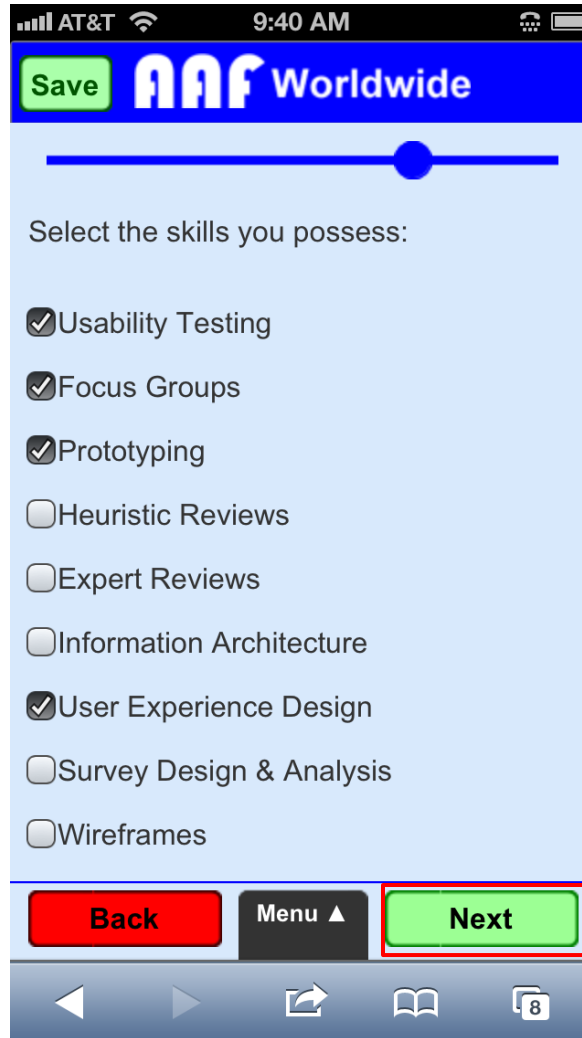 AT&T 9:40 AM
Save AAF Worldwide
Select the skills you possess:
Usability Testing
Focus Groups
Prototyping
Heuristic Reviews
Expert Reviews
Information Architecture
User Experience Design
Survey Design & Analysis
Wireframes
Back Menu ▲ Next
8